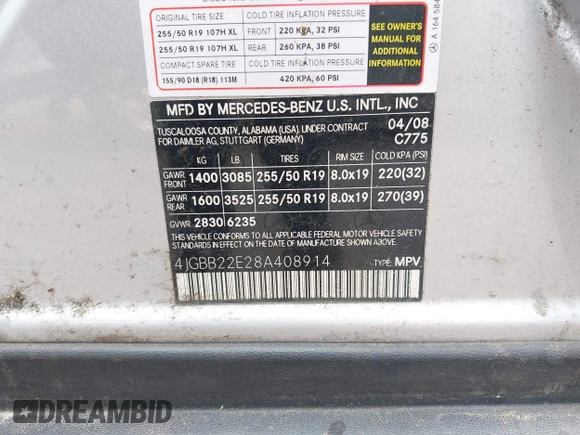 ORIGINAL TIRE SIZE COLD TIRE INFLATION PRESSURE
255/50 R19 107H XL FRONT 220 KPA, 32 PSI
255/50 R19 107H XL REAR 260 KPA, 38 PSI
COMPACT SPARE TIRE COLD TIRE INFLATION PRESSURE
155/90 D18 (R18) 113M 420 KPA, 60 PSI
SEE OWNER'S
MANUAL FOR
ADDITIONAL
INFORMATION
A 164 584
MFD BY MERCEDES-BENZ U.S. INTL., INC
TUSCALOOSA COUNTY, ALABAMA (USA), UNDER CONTRACT 04/08
FOR DAIMLER AG, STUTTGART (GERMANY) C775
KG LB TIRES RIM SIZE COLD KPA (PSI)
GAWR FRONT 1400 3085 255/50 R19 8.0x19 220(32)
GAWR REAR 1600 3525 255/50 R19 8.0x19 270(39)
GVWR 2830 6235
THIS VEHICLE CONFORMS TO ALL APPLICABLE FEDERAL MOTOR VEHICLE SAFETY
STANDARDS IN EFFECT ON THE DATE OF MANUFACTURE SHOWN ABOVE.
4JGBB22E28A408914 TYPE: MPV
DREAMBID